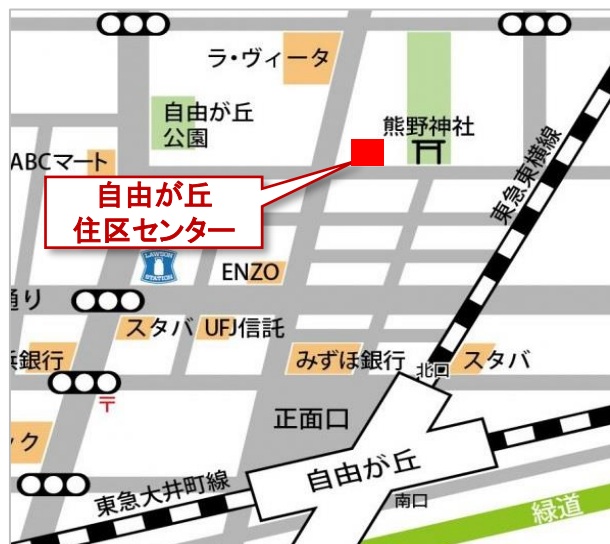 ラ・ヴィータ
自由が丘
公園
熊野神社
ABCマート
東急東横線
自由が丘
住区センター
LAWSON
STATION
ENZO
通り
スタバ
UFJ信託
浜銀行
みずほ銀行
北口
スタバ
〒
正面口
ック
自由が丘
東急大井町線
南口
緑道